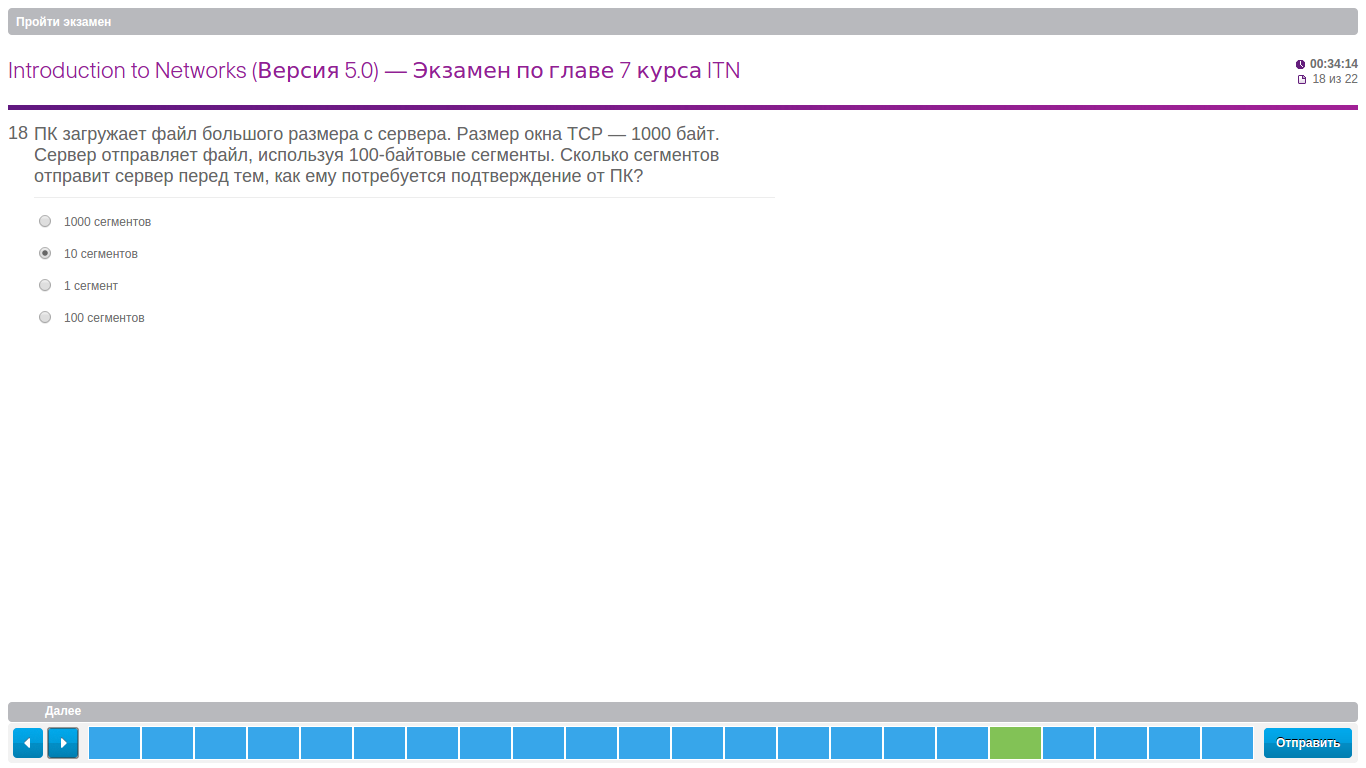 Пройти экзамен
Introduction to Networks (Версия 5.0) — Экзамен по главе 7 курса ITN
00:34:14
18 из 22
18 ПК загружает файл большого размера с сервера. Размер окна TCP — 1000 байт.
Сервер отправляет файл, используя 100-байтовые сегменты. Сколько сегментов
отправит сервер перед тем, как ему потребуется подтверждение от ПК?
1000 сегментов
10 сегментов
1 сегмент
100 сегментов
Далее
Отправить